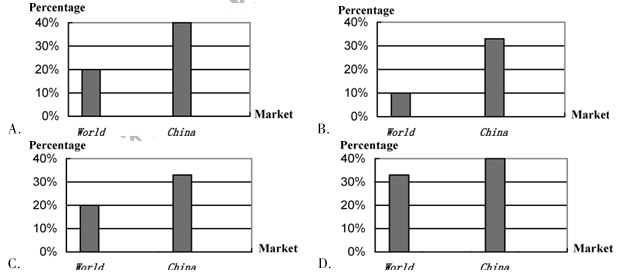 Percentage
40%
30%
20%
10%
0%
World China
Market
A.
Percentage
40%
30%
20%
10%
0%
World China
Market
B.
Percentage
40%
30%
20%
10%
0%
World China
Market
C.
Percentage
40%
30%
20%
10%
0%
World China
Market
D.